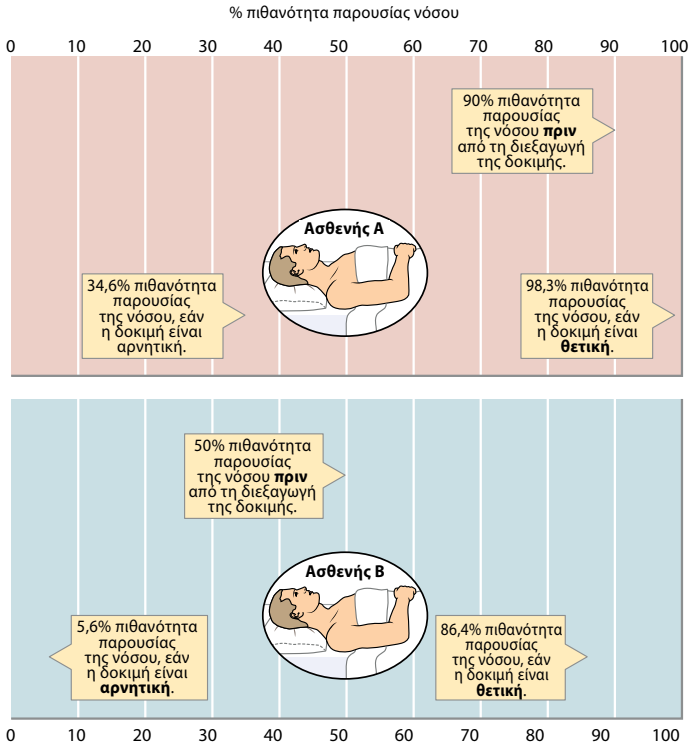 % πιθανότητα παρουσίας νόσου
0 10 20 30 40 50 60 70 80 90 100
90% πιθανότητα
παρουσίας
της νόσου πριν
από τη διεξαγωγή
της δοκιμής.
Ασθενής Α
34,6% πιθανότητα
παρουσίας
της νόσου, εάν
η δοκιμή είναι
αρνητική.
98,3% πιθανότητα
παρουσίας
της νόσου, εάν
η δοκιμή είναι
θετική.
50% πιθανότητα
παρουσίας
της νόσου πριν
από τη διεξαγωγή
της δοκιμής.
Ασθενής Β
5,6% πιθανότητα
παρουσίας
της νόσου, εάν
η δοκιμή είναι
αρνητική.
86,4% πιθανότητα
παρουσίας
της νόσου, εάν
η δοκιμή είναι
θετική.
0 10 20 30 40 50 60 70 80 90 100